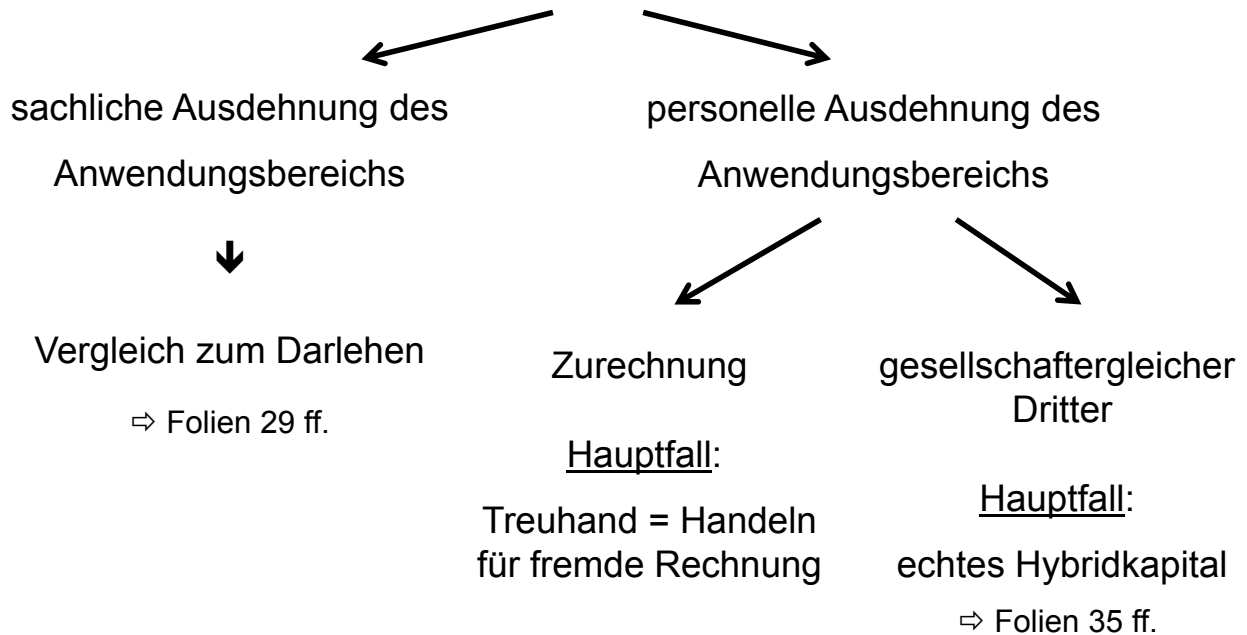 sachliche Ausdehnung des
Anwendungsbereichs
Vergleich zum Darlehen
⇨ Folien 29 ff.
personelle Ausdehnung des
Anwendungsbereichs
Zurechnung
Hauptfall:
Treuhand = Handeln
für fremde Rechnung
gesellschaftergleicher
Dritter
Hauptfall:
echtes Hybridkapital
⇨ Folien 35 ff.